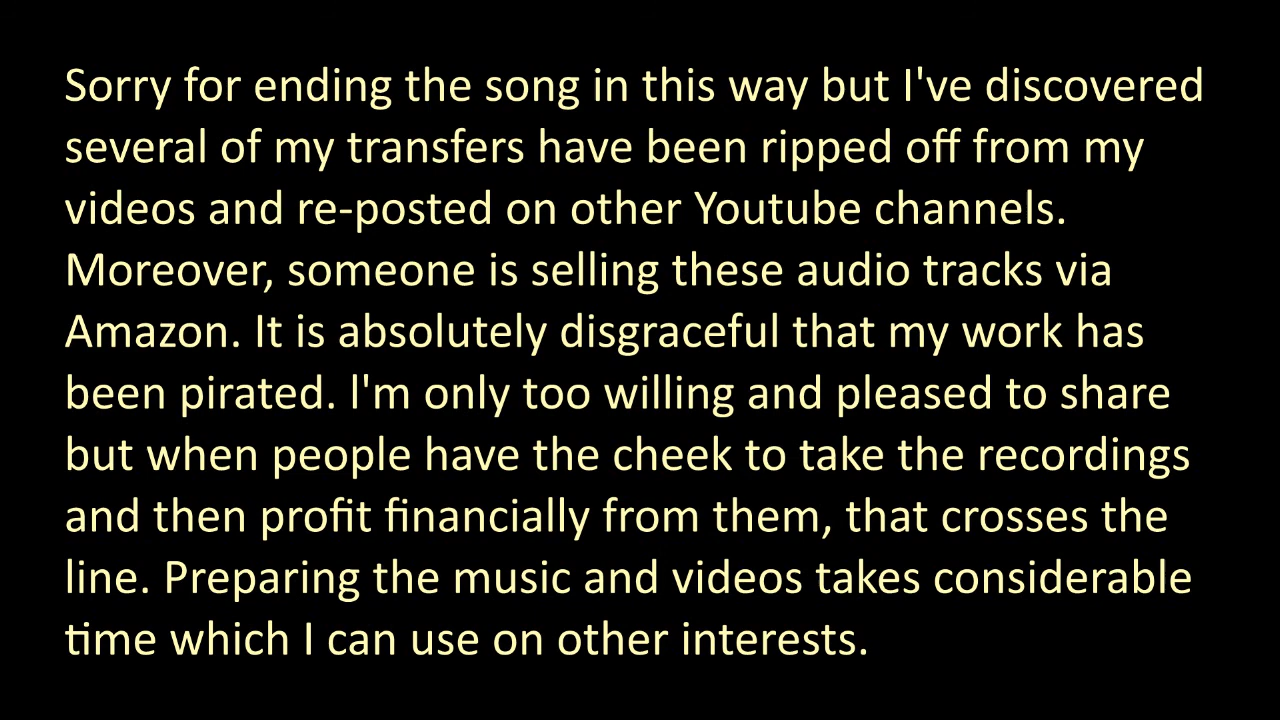 Sorry for ending the song in this way but I've discovered
several of my transfers have been ripped off from my
videos and re-posted on other Youtube channels.
Moreover, someone is selling these audio tracks via
Amazon. It is absolutely disgraceful that my work has
been pirated. l'm only too willing and pleased to share
but when people have the cheek to take the recordings
and then profit financially from them, that crosses the
line. Preparing the music and videos takes considerable
time which I can use on other interests.